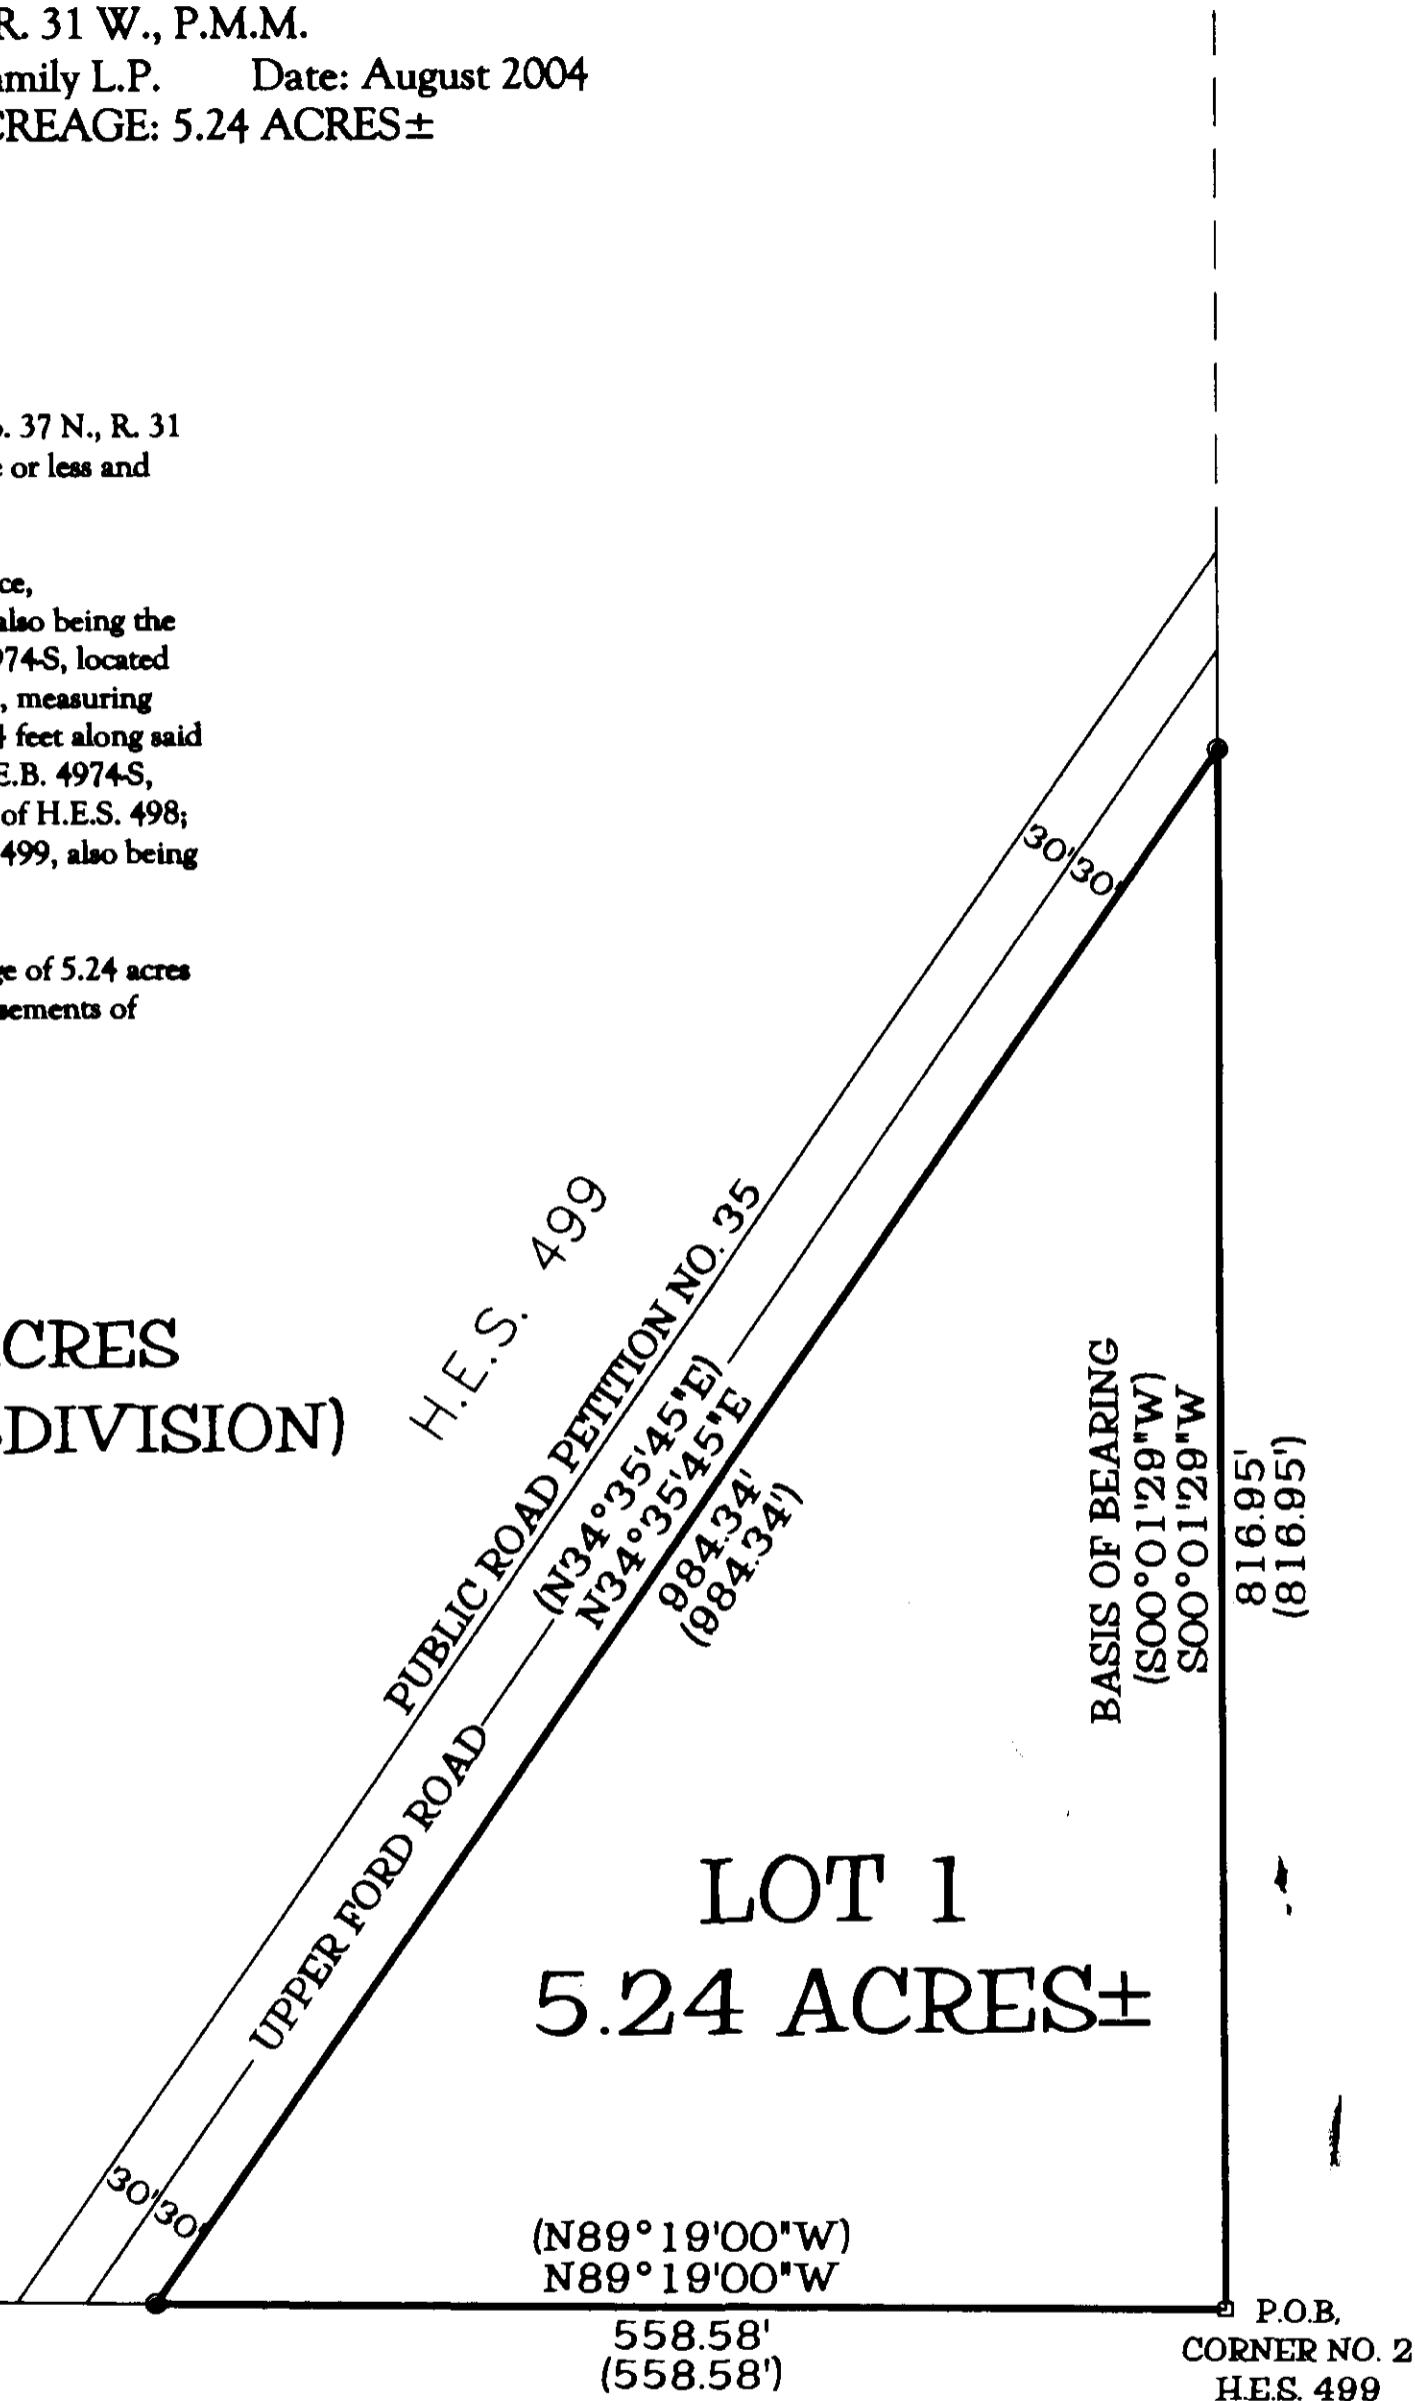 R. 31 W., P.M.M.
amily L.P. Date: August 2004
CREAGE: 5.24 ACRES±
. 37 N., R. 31
e or less and
ce,
also being the
974-S, located
, measuring
feet along said
E.B. 4974-S,
of H.E.S. 498;
499, also being
ge of 5.24 acres
sements of
ACRES
DIVISION)
H.E.S. 499
30' 30'
PUBLIC ROAD PETITION NO. 35
(N34°35'45"E)
N34°35'45"E
984.34'
(984.34')
UPPER FORD ROAD
BASIS OF BEARING
(S00°01'29"W)
S00°01'29"W
816.95'
(816.95')
LOT 1
5.24 ACRES±
30' 30'
(N89°19'00"W)
N89°19'00"W
558.58'
(558.58')
P.O.B,
CORNER NO. 2
H.E.S. 499